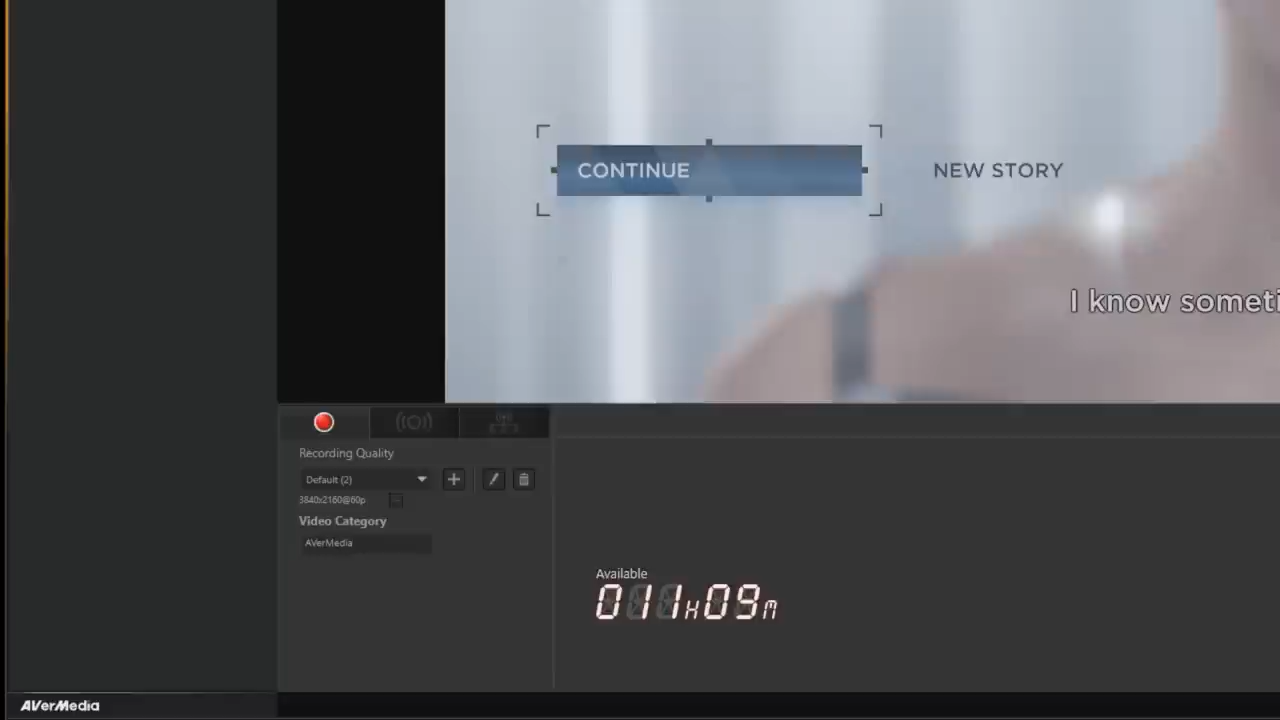 CONTINUE
NEW STORY
I know someti
Recording Quality
Default (2)
3840x2160@60p
Video Category
AVerMedia
Available
011H09M
AVerMedia